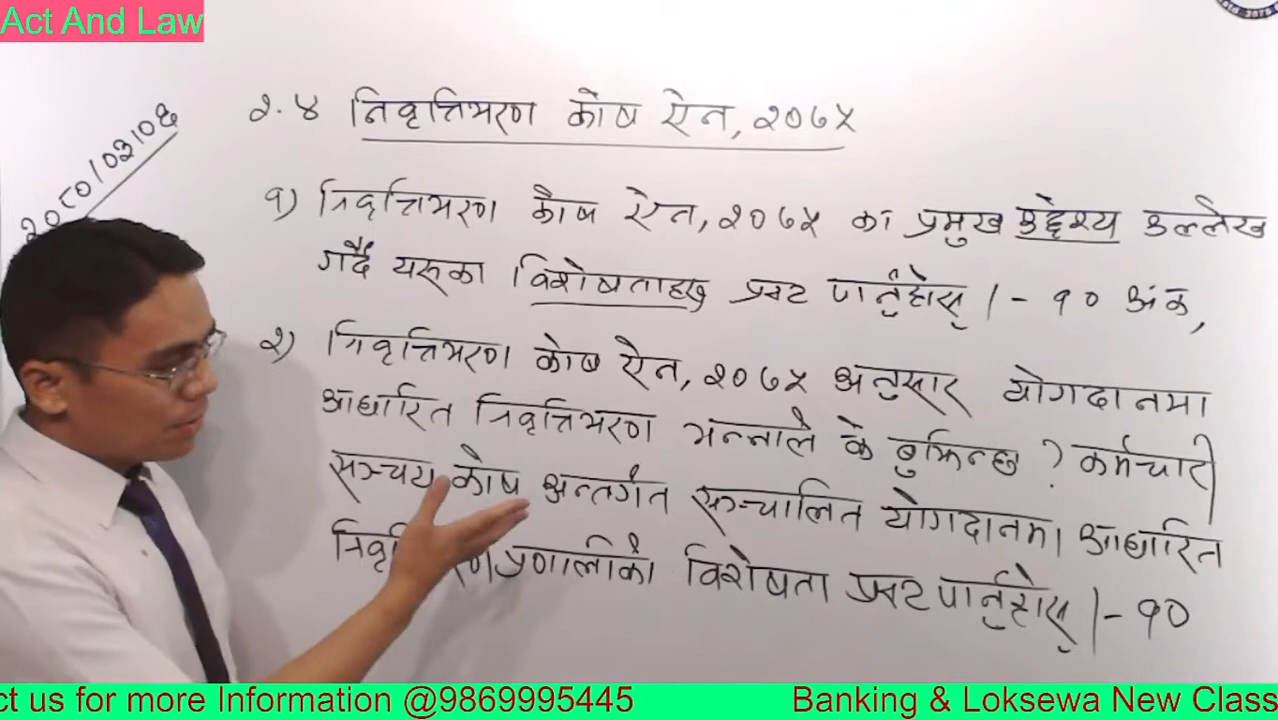 Act And Law
२०८०/०३/०६
२.४ निवृत्तिभरण कोष ऐन, २०७५
१) निवृत्तिभरण कोष ऐन, २०७५ का प्रमुख उद्देश्य उल्लेख
गर्दै यसका विशेषताहरु प्रस्ट पार्नुहोस् । - १० अंक,
२) निवृत्तिभरण कोष ऐन, २०७५ अनुसार योगदानमा
आधारित निवृत्तिभरण भन्नाले के बुझिन्छ ? कर्मचारी
सञ्चय कोष अन्तर्गत सञ्चालित योगदानमा आधारित
प्रणालीको विशेषता प्रस्ट पार्नुहोस् । - १०
ct us for more Information @9869995445 Banking & Loksewa New Class